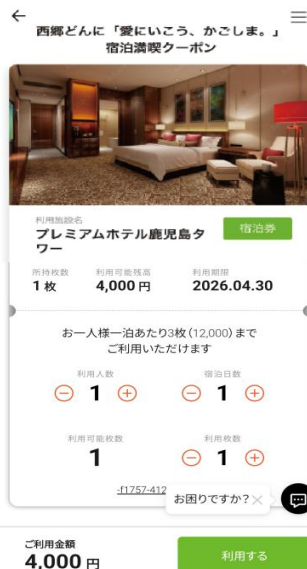 西郷どんに「愛にいこう、かごしま。」
宿泊満喫クーポン
利用施設名
プレミアムホテル鹿児島タ
ワー
宿泊券
所持枚数
利用可能残高
利用期限
1 枚
4,000 円
2026.04.30
お一人様一泊あたり3枚(12,000)まで
ご利用いただけます
利用人数
宿泊日数
1
1
利用可能枚数
利用枚数
1
1
-f1757-412
お困りですか?
ご利用金額
4,000 円
利用する